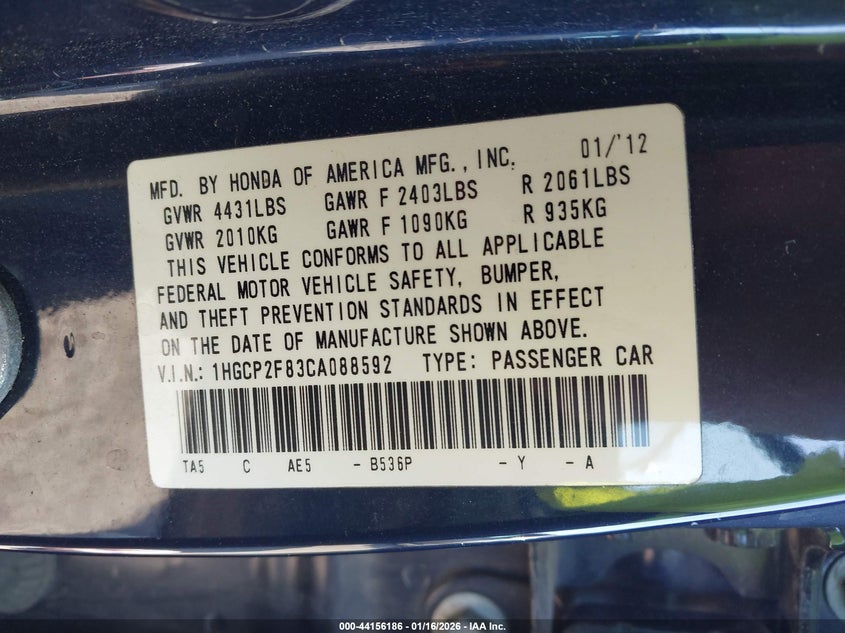 MFD. BY HONDA OF AMERICA MFG., INC. 01/'12
GVWR 4431LBS GAWR F 2403LBS R 2061LBS
GVWR 2010KG GAWR F 1090KG R 935KG
THIS VEHICLE CONFORMS TO ALL APPLICABLE
FEDERAL MOTOR VEHICLE SAFETY, BUMPER,
AND THEFT PREVENTION STANDARDS IN EFFECT
ON THE DATE OF MANUFACTURE SHOWN ABOVE.
V.I.N.: 1HGCP2F83CA088592 TYPE: PASSENGER CAR
TA5 C AE5 - B536P - Y - A
000-44156186 - 01/16/2026 - IAA Inc.